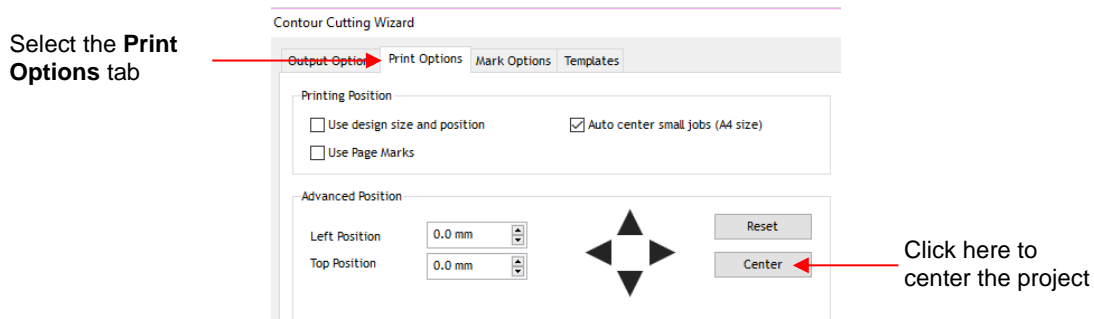 Contour Cutting Wizard
Select the Print
Options tab
Output Option Print Options Mark Options Templates
Printing Position
Use design size and position Auto center small jobs (A4 size)
Use Page Marks
Advanced Position
Left Position 0.0 mm Reset
Top Position 0.0 mm Center
Click here to
center the project